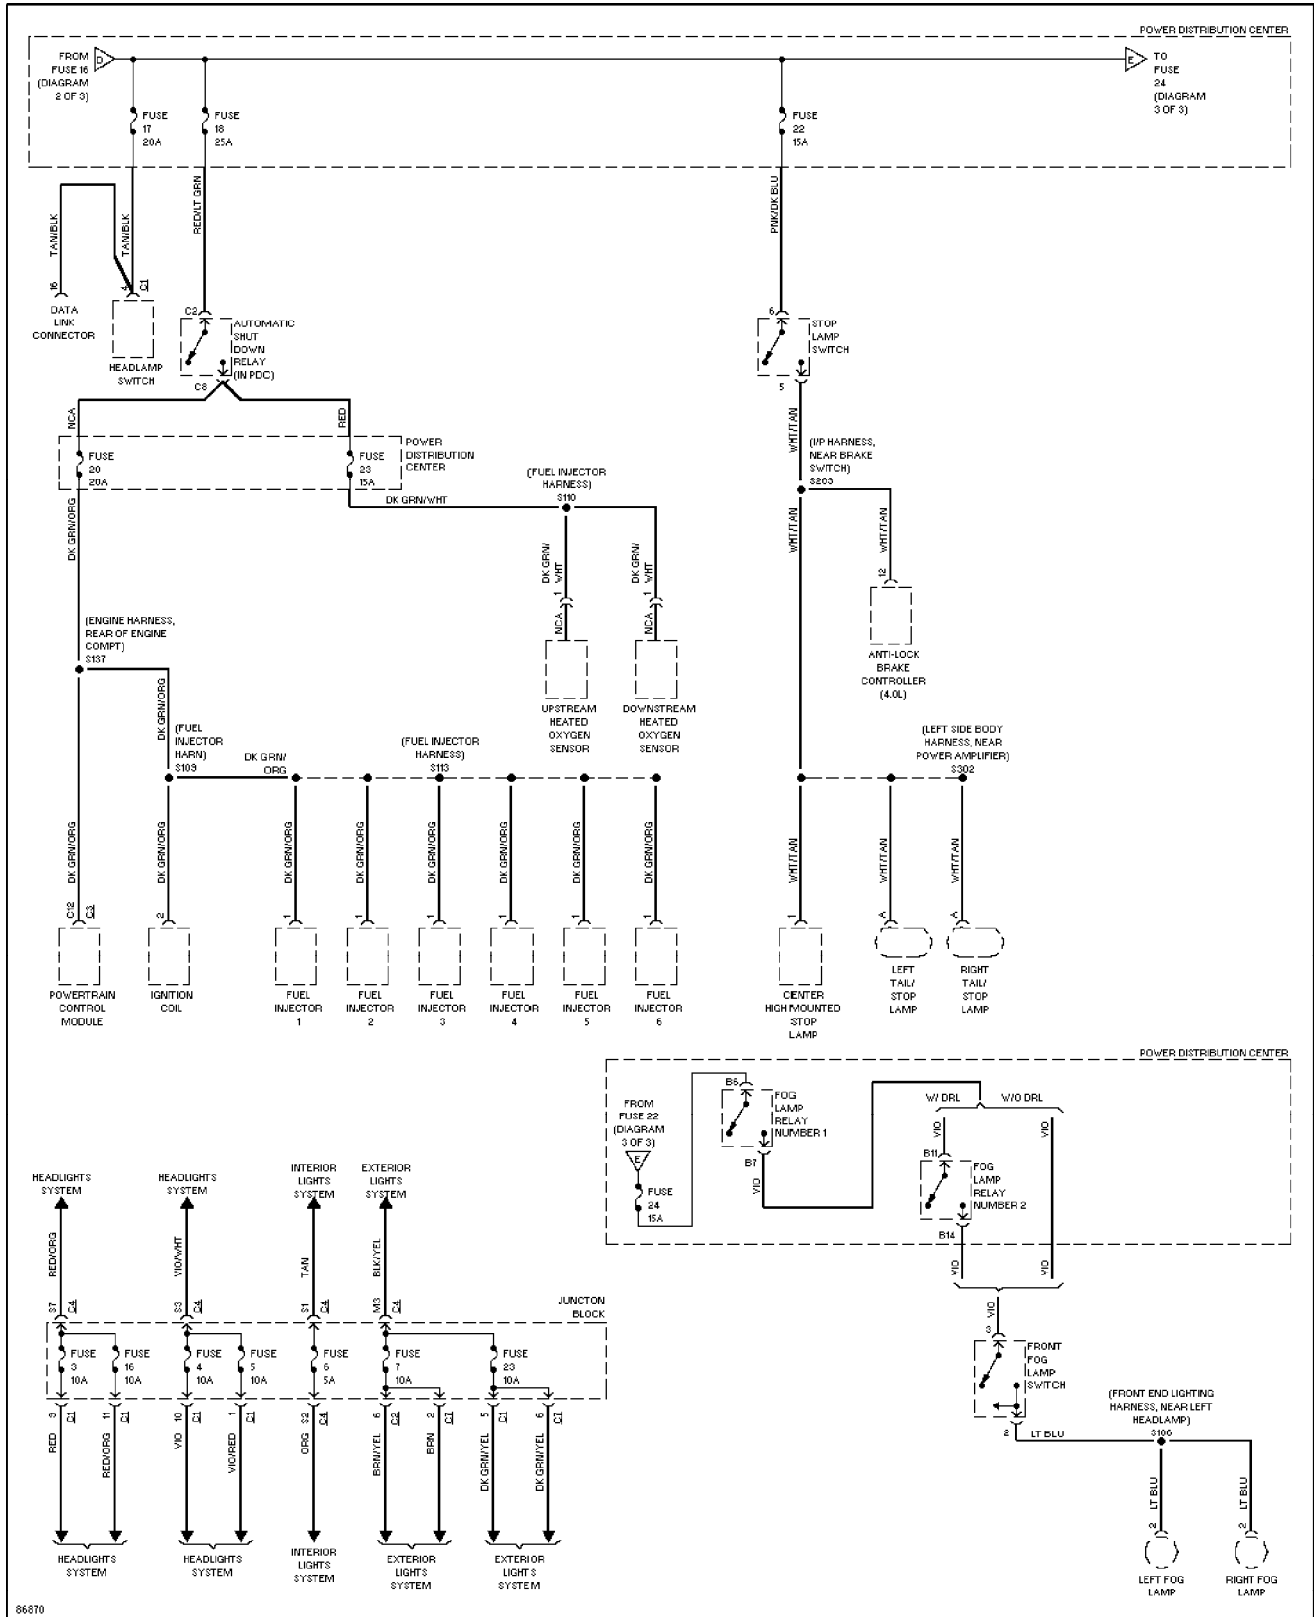 POWER DISTRIBUTION CENTER
FROM
FUSE 16
(DIAGRAM
2 OF 3)
D
E
TO
FUSE
24
(DIAGRAM
3 OF 3)
FUSE
17
20A
FUSE
18
25A
FUSE
22
15A
TAN/BLK
TAN/BLK
RED/LT GRN
PNK/DK BLU
16
4
C1
C2
6
DATA
LINK
CONNECTOR
HEADLAMP
SWITCH
AUTOMATIC
SHUT
DOWN
RELAY
(IN PDC)
C8
STOP
LAMP
SWITCH
5
NCA
RED
WHT/TAN
FUSE
20
20A
FUSE
23
15A
POWER
DISTRIBUTION
CENTER
(I/P HARNESS,
NEAR BRAKE
SWITCH)
S203
DK GRN/WHT
(FUEL INJECTOR
HARNESS)
S110
DK GRN/ORG
DK GRN/
WHT
DK GRN/
WHT
1
1
NCA
NCA
WHT/TAN
WHT/TAN
12
UPSTREAM
HEATED
OXYGEN
SENSOR
DOWNSTREAM
HEATED
OXYGEN
SENSOR
ANTI-LOCK
BRAKE
CONTROLLER
(4.0L)
(ENGINE HARNESS,
REAR OF ENGINE
COMPT)
S137
DK GRN/ORG
(FUEL
INJECTOR
HARN)
S109
DK GRN/
ORG
(FUEL INJECTOR
HARNESS)
S113
(LEFT SIDE BODY
HARNESS, NEAR
POWER AMPLIFIER)
S302
DK GRN/ORG
DK GRN/ORG
DK GRN/ORG
DK GRN/ORG
DK GRN/ORG
DK GRN/ORG
DK GRN/ORG
DK GRN/ORG
WHT/TAN
WHT/TAN
WHT/TAN
C12
C3
2
1
1
1
1
1
1
1
A
A
POWERTRAIN
CONTROL
MODULE
IGNITION
COIL
FUEL
INJECTOR
1
FUEL
INJECTOR
2
FUEL
INJECTOR
3
FUEL
INJECTOR
4
FUEL
INJECTOR
5
FUEL
INJECTOR
6
CENTER
HIGH MOUNTED
STOP
LAMP
LEFT
TAIL/
STOP
LAMP
RIGHT
TAIL/
STOP
LAMP
POWER DISTRIBUTION CENTER
FROM
FUSE 22
(DIAGRAM
3 OF 3)
E
FUSE
24
15A
B6
FOG
LAMP
RELAY
NUMBER 1
B7
VIO
W/ DRL
W/O DRL
VIO
VIO
B11
FOG
LAMP
RELAY
NUMBER 2
B14
VIO
VIO
VIO
3
FRONT
FOG
LAMP
SWITCH
2
LT BLU
(FRONT END LIGHTING
HARNESS, NEAR LEFT
HEADLAMP)
S106
LT BLU
LT BLU
2
2
LEFT FOG
LAMP
RIGHT FOG
LAMP
HEADLIGHTS
SYSTEM
HEADLIGHTS
SYSTEM
INTERIOR
LIGHTS
SYSTEM
EXTERIOR
LIGHTS
SYSTEM
RED/ORG
VIO/WHT
TAN
BLK/YEL
S7
C4
S3
C4
S1
C4
M3
C4
JUNCTON
BLOCK
FUSE
3
10A
FUSE
16
10A
FUSE
4
10A
FUSE
5
10A
FUSE
6
5A
FUSE
7
10A
FUSE
23
10A
3
C1
11
C1
10
C1
1
C1
S2
C4
6
C2
2
C7
5
C1
6
C7
RED
RED/ORG
VIO
VIO/RED
ORG
BRN/YEL
BRN
DK GRN/YEL
DK GRN/YEL
HEADLIGHTS
SYSTEM
HEADLIGHTS
SYSTEM
INTERIOR
LIGHTS
SYSTEM
EXTERIOR
LIGHTS
SYSTEM
EXTERIOR
LIGHTS
SYSTEM
86870